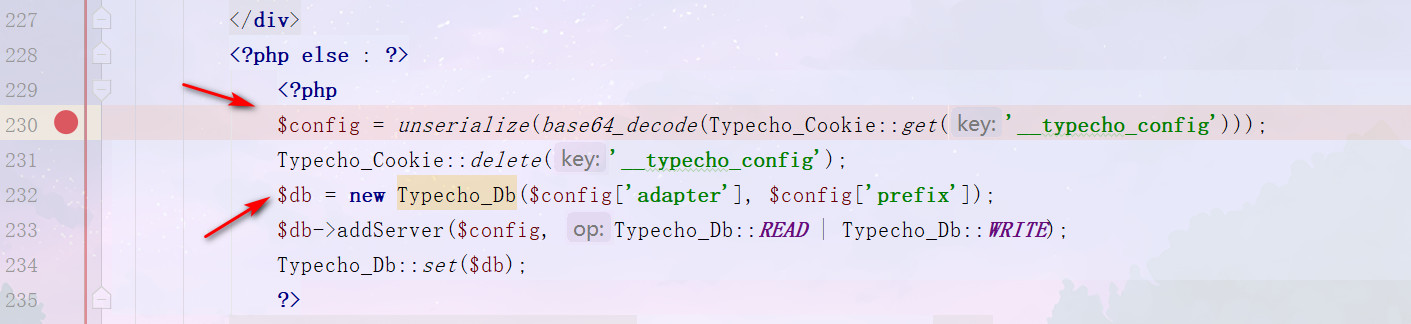 227 </div>
228 <?php else : ?>
229 <?php
230 $config = unserialize(base64_decode(Typecho_Cookie::get( key: '__typecho_config')));
231 Typecho_Cookie::delete( key: '__typecho_config');
232 $db = new Typecho_Db($config['adapter'], $config['prefix']);
233 $db->addServer($config, op: Typecho_Db::READ | Typecho_Db::WRITE);
234 Typecho_Db::set($db);
235 ?>